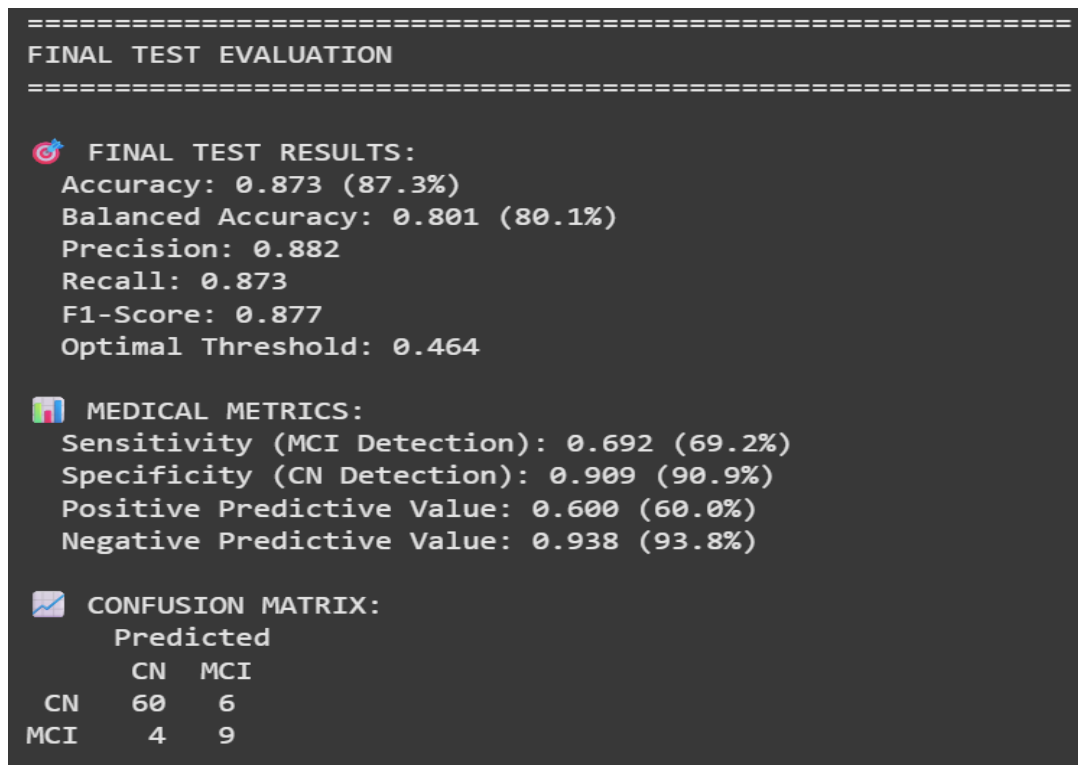 ============================================================
FINAL TEST EVALUATION
============================================================
🎯 FINAL TEST RESULTS:
Accuracy: 0.873 (87.3%)
Balanced Accuracy: 0.801 (80.1%)
Precision: 0.882
Recall: 0.873
F1-Score: 0.877
Optimal Threshold: 0.464
📊 MEDICAL METRICS:
Sensitivity (MCI Detection): 0.692 (69.2%)
Specificity (CN Detection): 0.909 (90.9%)
Positive Predictive Value: 0.600 (60.0%)
Negative Predictive Value: 0.938 (93.8%)
📈 CONFUSION MATRIX:
Predicted
CN MCI
CN 60 6
MCI 4 9